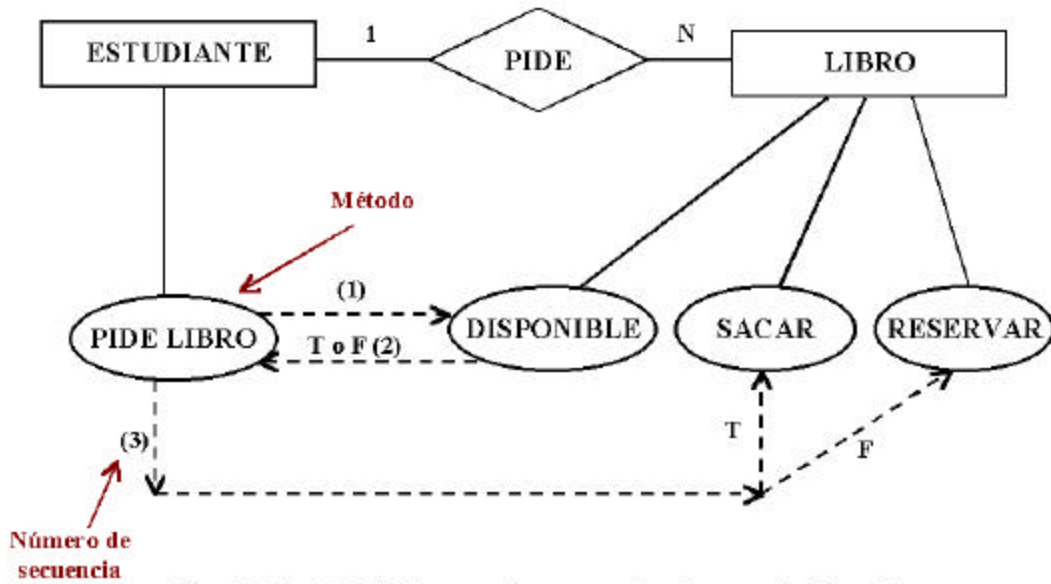 ESTUDIANTE
1
PIDE
N
LIBRO
Método
PIDE LIBRO
(1)
T o F (2)
DISPONIBLE
SACAR
RESERVAR
(3)
T
F
Número de
secuencia